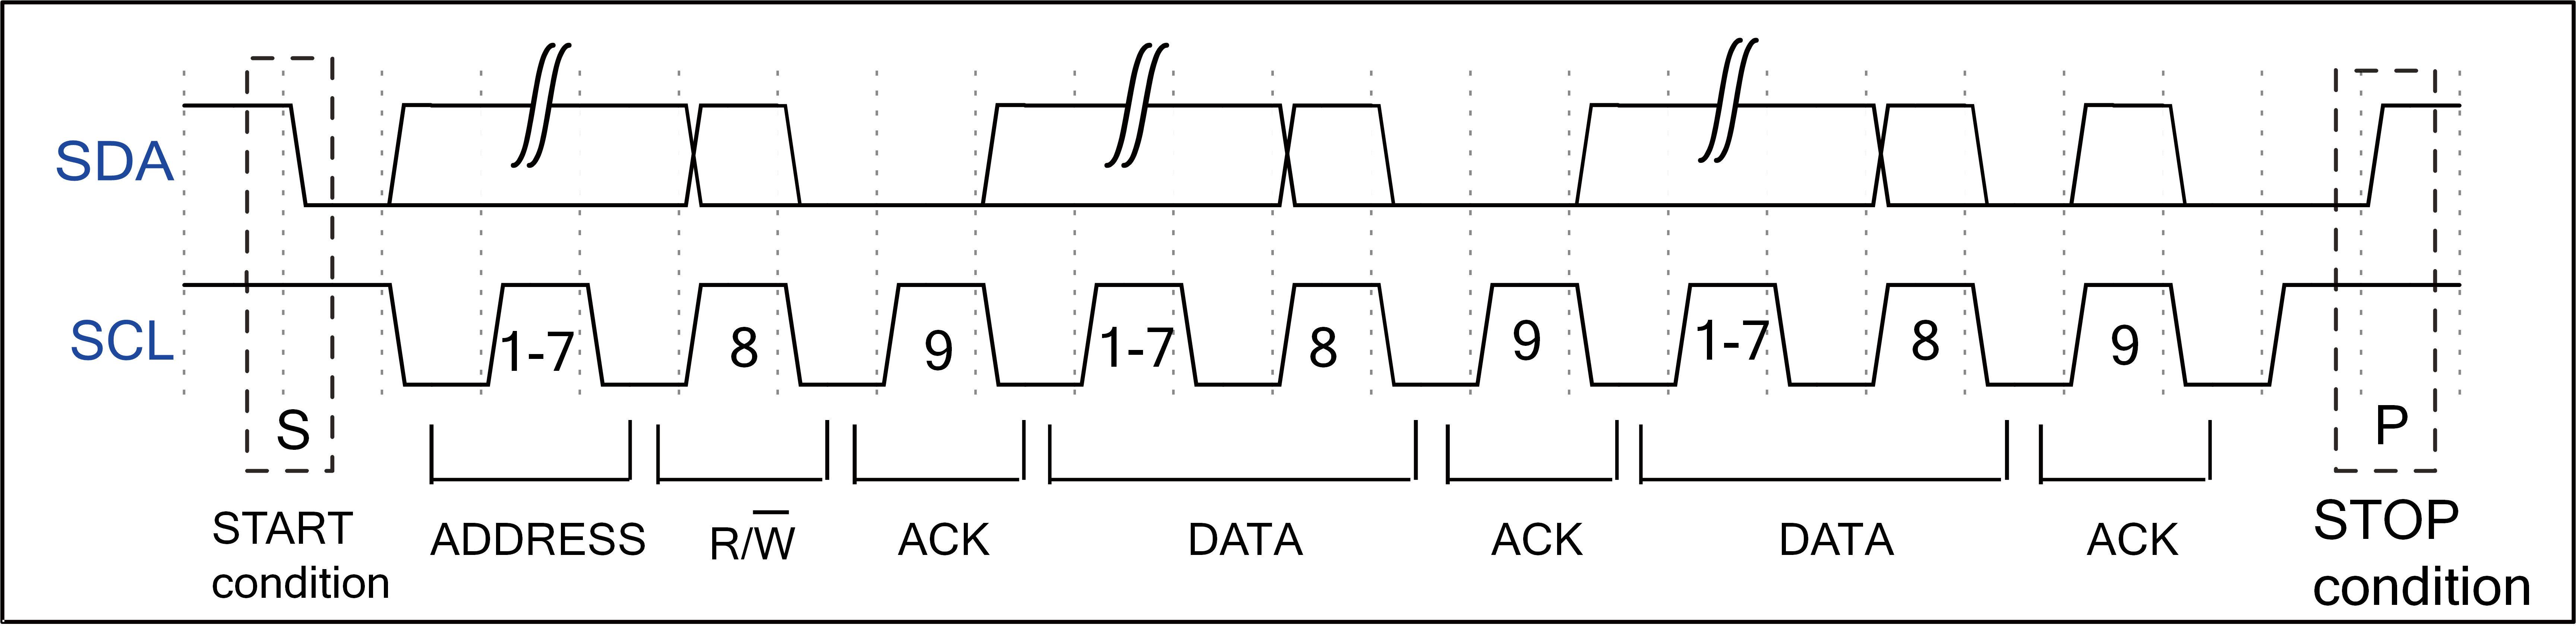 SDA
SCL
1-7
8
9
1-7
8
9
1-7
8
9
S
P
START
condition
ADDRESS
R/W̅
ACK
DATA
ACK
DATA
ACK
STOP
condition